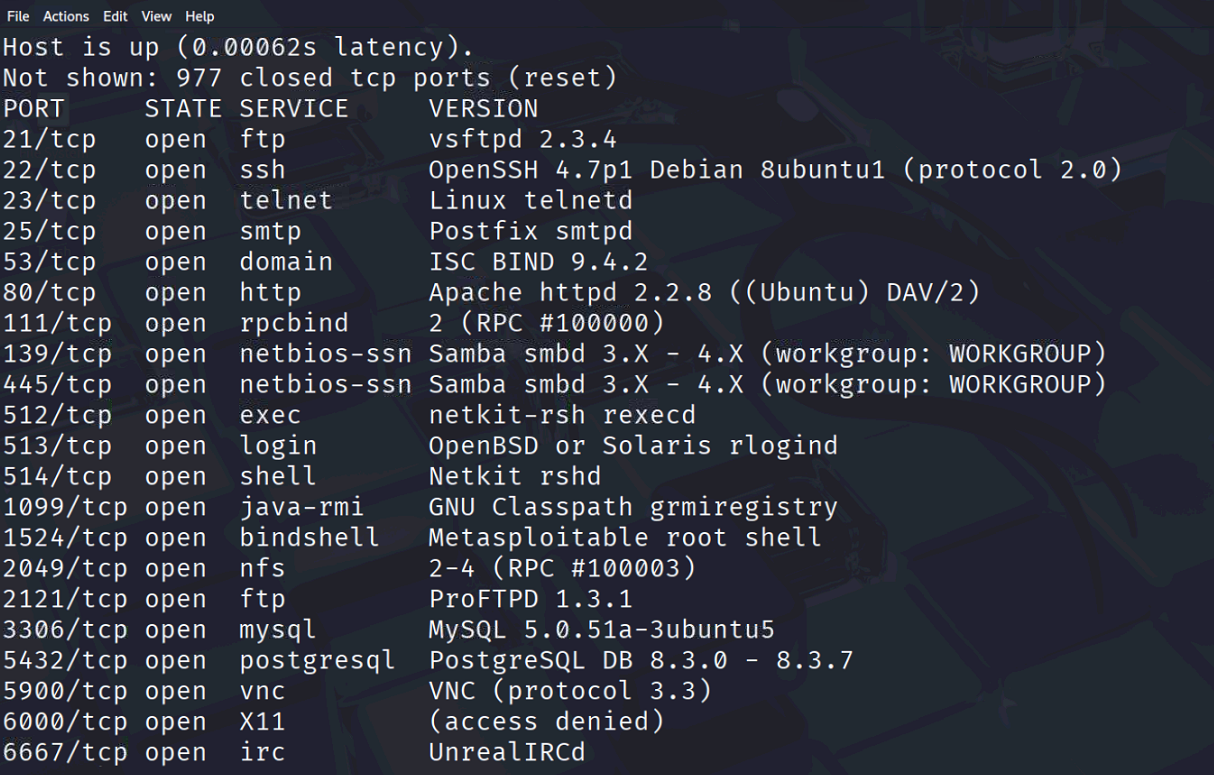 File Actions Edit View Help
Host is up (0.00062s latency).
Not shown: 977 closed tcp ports (reset)
PORT     STATE SERVICE     VERSION
21/tcp   open  ftp         vsftpd 2.3.4
22/tcp   open  ssh         OpenSSH 4.7p1 Debian 8ubuntu1 (protocol 2.0)
23/tcp   open  telnet      Linux telnetd
25/tcp   open  smtp        Postfix smtpd
53/tcp   open  domain      ISC BIND 9.4.2
80/tcp   open  http        Apache httpd 2.2.8 ((Ubuntu) DAV/2)
111/tcp  open  rpcbind     2 (RPC #100000)
139/tcp  open  netbios-ssn Samba smbd 3.X - 4.X (workgroup: WORKGROUP)
445/tcp  open  netbios-ssn Samba smbd 3.X - 4.X (workgroup: WORKGROUP)
512/tcp  open  exec        netkit-rsh rexecd
513/tcp  open  login       OpenBSD or Solaris rlogind
514/tcp  open  shell       Netkit rshd
1099/tcp open  java-rmi    GNU Classpath grmiregistry
1524/tcp open  bindshell   Metasploitable root shell
2049/tcp open  nfs         2-4 (RPC #100003)
2121/tcp open  ftp         ProFTPD 1.3.1
3306/tcp open  mysql       MySQL 5.0.51a-3ubuntu5
5432/tcp open  postgresql  PostgreSQL DB 8.3.0 - 8.3.7
5900/tcp open  vnc         VNC (protocol 3.3)
6000/tcp open  X11         (access denied)
6667/tcp open  irc         UnrealIRCd